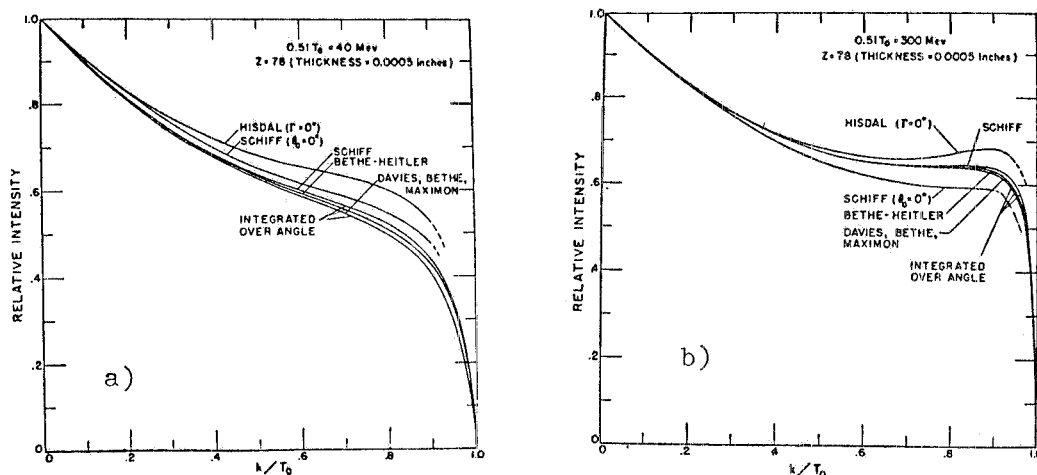 1.0
.8
.6
.4
.2
0
RELATIVE INTENSITY
0.51 T₀ = 40 Mev
Z = 78 (THICKNESS = 0.0005 inches)
HISDAL (Γ = 0°)
SCHIFF (θ₀ = 0°)
SCHIFF
BETHE-HEITLER
DAVIES, BETHE,
MAXIMON
INTEGRATED
OVER ANGLE
a)
0 .2 .4 .6 .8 1.0
k/T₀
1.0
.8
.6
.4
.2
0
RELATIVE INTENSITY
0.51 T₀ = 300 Mev
Z = 78 (THICKNESS = 0.0005 inches)
HISDAL (Γ = 0°)
SCHIFF
SCHIFF (θ₀ = 0°)
BETHE-HEITLER
DAVIES, BETHE,
MAXIMON
INTEGRATED
OVER ANGLE
b)
0 .2 .4 .6 .8 1.0
k/T₀